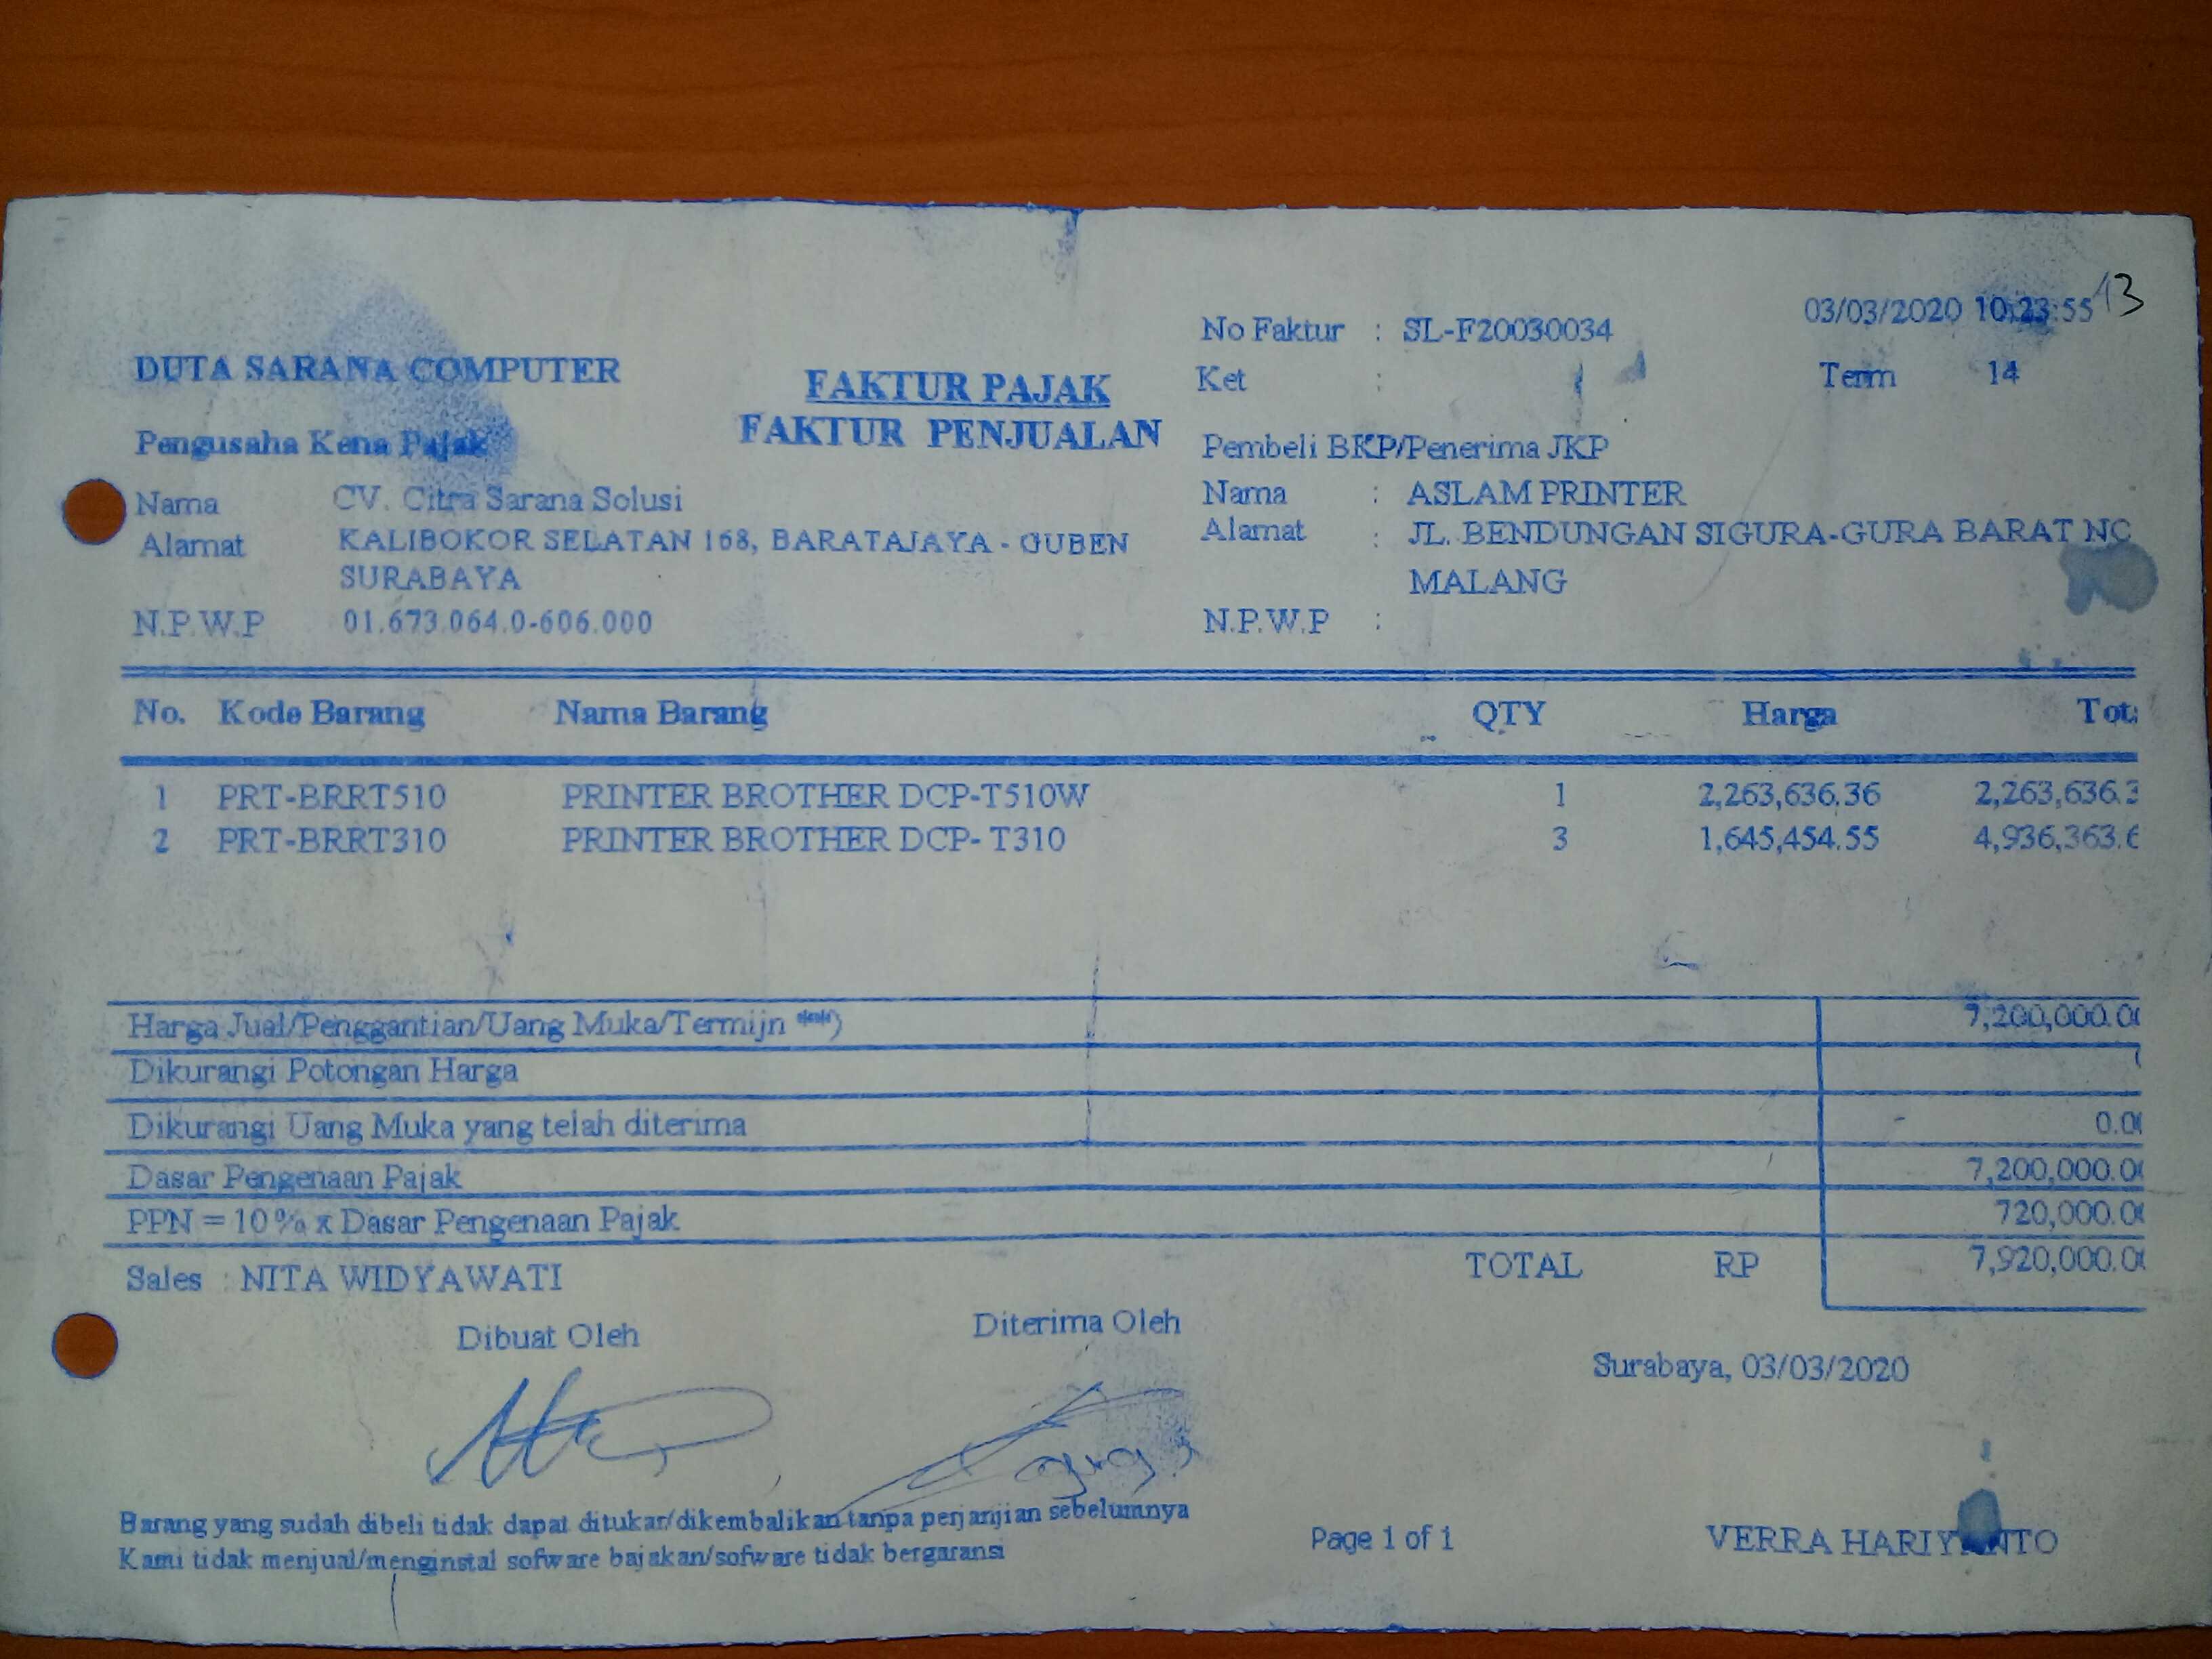 03/03/2020 10:23:55 13
No Faktur : SL-F20030034
DUTA SARANA COMPUTER
FAKTUR PAJAK
Ket :
Term 14
FAKTUR PENJUALAN
Pengusaha Kena Pajak
Pembeli BKP/Penerima JKP
Nama CV. Citra Sarana Solusi
Nama : ASLAM PRINTER
Alamat KALIBOKOR SELATAN 168, BARATAJAYA - GUBEN
SURABAYA
Alamat : JL. BENDUNGAN SIGURA-GURA BARAT NO
MALANG
N.P.W.P 01.673.064.0-606.000
N.P.W.P :
No. Kode Barang Nama Barang QTY Harga Tota
1 PRT-BRRT510 PRINTER BROTHER DCP-T510W 1 2,263,636.36 2,263,636.3
2 PRT-BRRT310 PRINTER BROTHER DCP- T310 3 1,645,454.55 4,936,363.6
Harga Jual/Penggantian/Uang Muka/Termijn ***) 7,200,000.0
Dikurangi Potongan Harga
Dikurangi Uang Muka yang telah diterima 0.0
Dasar Pengenaan Pajak 7,200,000.0
PPN = 10 % x Dasar Pengenaan Pajak 720,000.0
Sales : NITA WIDYAWATI TOTAL RP 7,920,000.0
Dibuat Oleh Diterima Oleh
Surabaya, 03/03/2020
Barang yang sudah dibeli tidak dapat ditukar/dikembalikan tanpa perjanjian sebelumnya
Kami tidak menjual/menginstal sofware bajakan/sofware tidak bergaransi
Page 1 of 1
VERRA HARIYANTO